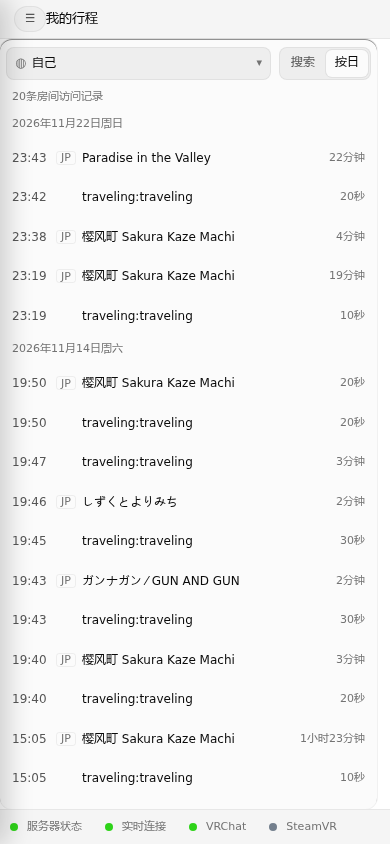 ☰ 我的行程
自己 ▾ 搜索 按日
20条房间访问记录
2026年11月22日周日
23:43 JP Paradise in the Valley 22分钟
23:42 traveling:traveling 20秒
23:38 JP 樱风町 Sakura Kaze Machi 4分钟
23:19 JP 樱风町 Sakura Kaze Machi 19分钟
23:19 traveling:traveling 10秒
2026年11月14日周六
19:50 JP 樱风町 Sakura Kaze Machi 20秒
19:50 traveling:traveling 20秒
19:47 traveling:traveling 3分钟
19:46 JP しずくとよりみち 2分钟
19:45 traveling:traveling 30秒
19:43 JP ガンナガン⁄GUN AND GUN 2分钟
19:43 traveling:traveling 30秒
19:40 JP 樱风町 Sakura Kaze Machi 3分钟
19:40 traveling:traveling 20秒
15:05 JP 樱风町 Sakura Kaze Machi 1小时23分钟
15:05 traveling:traveling 10秒
服务器状态 实时连接 VRChat SteamVR